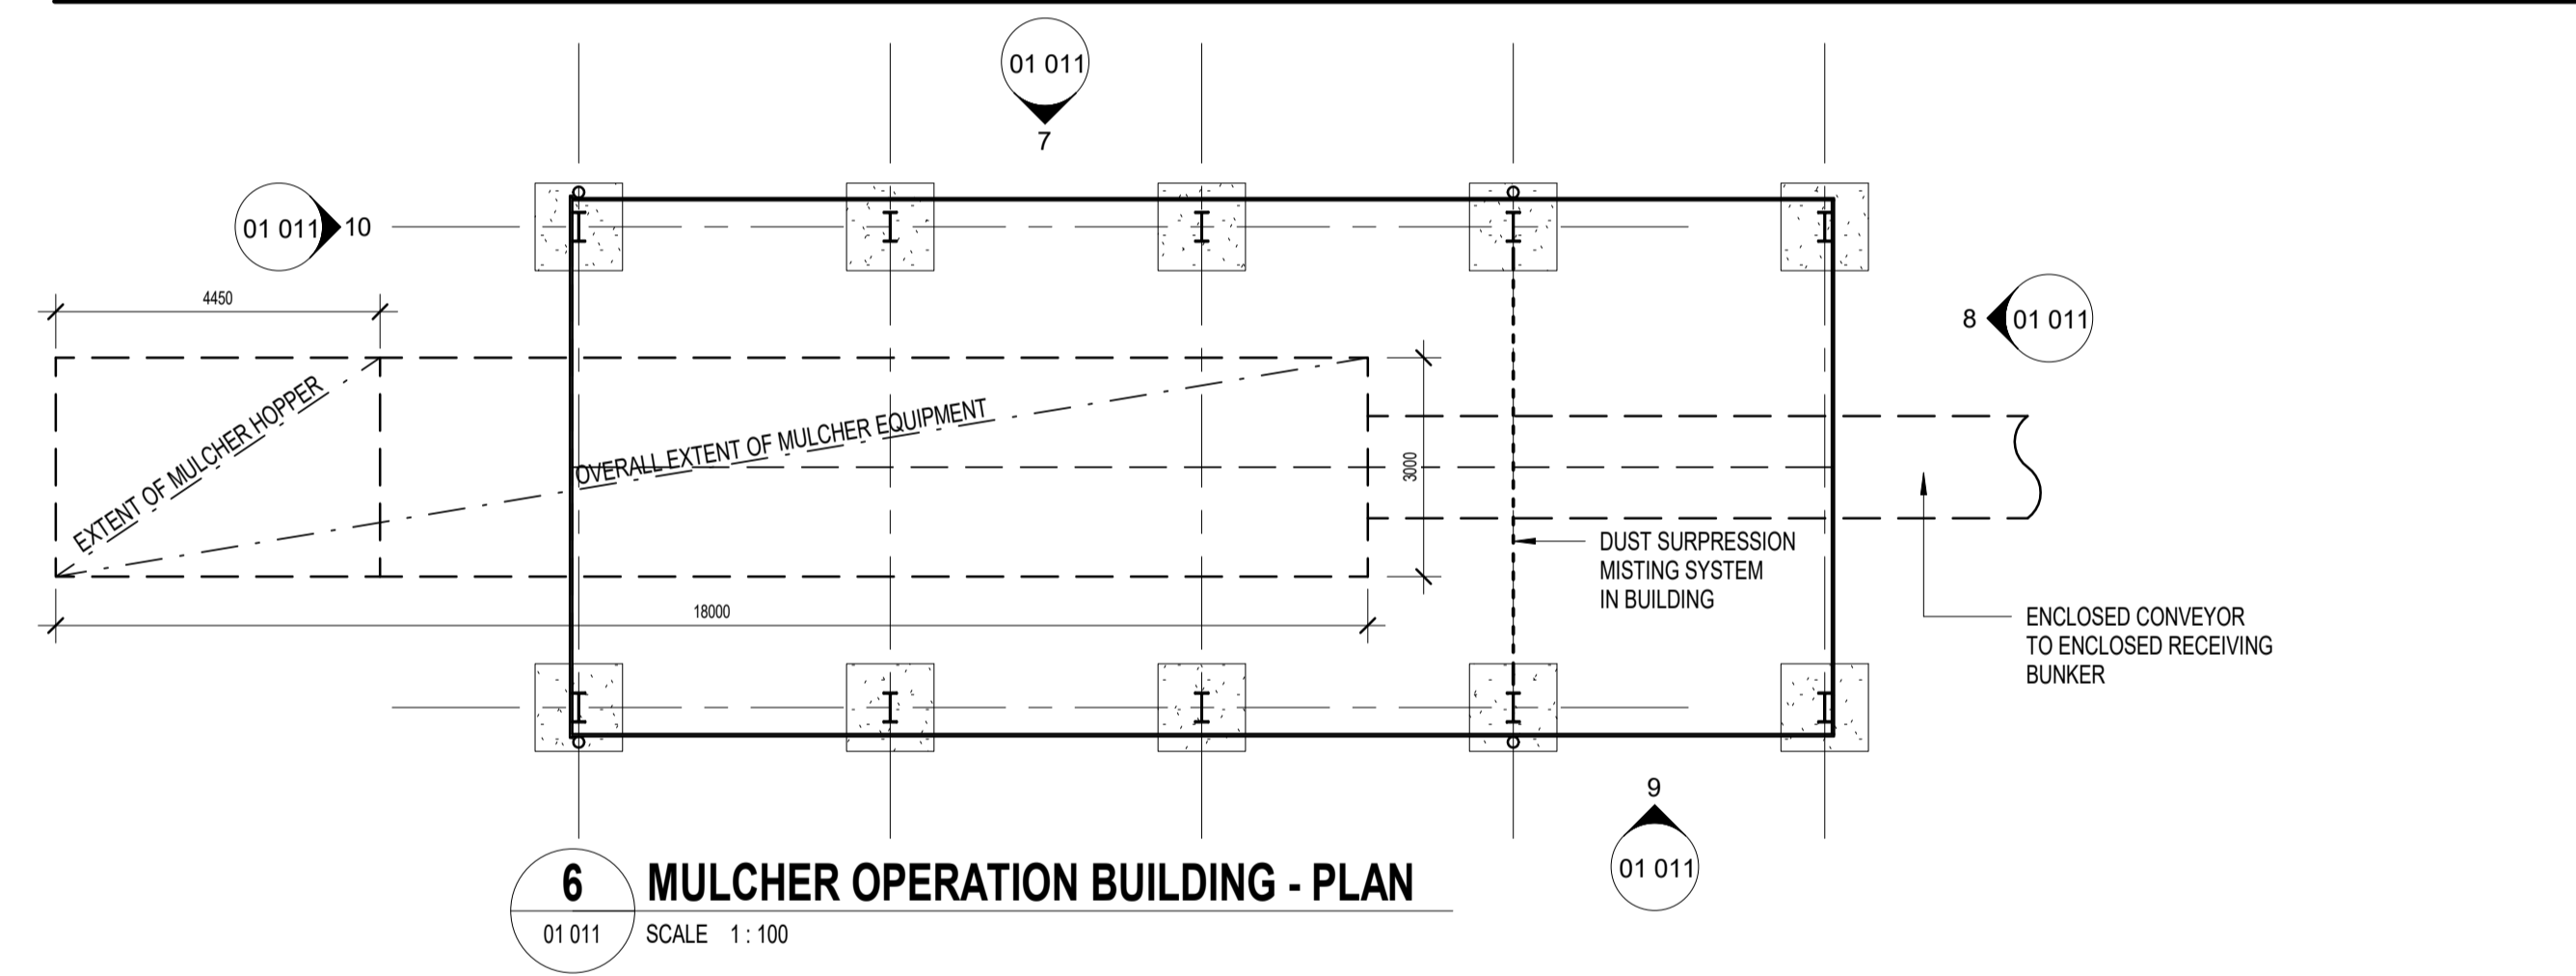 01 011
7
01 011
10
4450
8
01 011
EXTENT OF MULCHER HOPPER
OVERALL EXTENT OF MULCHER EQUIPMENT
3000
DUST SURPRESSION
MISTING SYSTEM
IN BUILDING
18000
ENCLOSED CONVEYOR
TO ENCLOSED RECEIVING
BUNKER
9
01 011
6
MULCHER OPERATION BUILDING - PLAN
01 011
SCALE 1 : 100